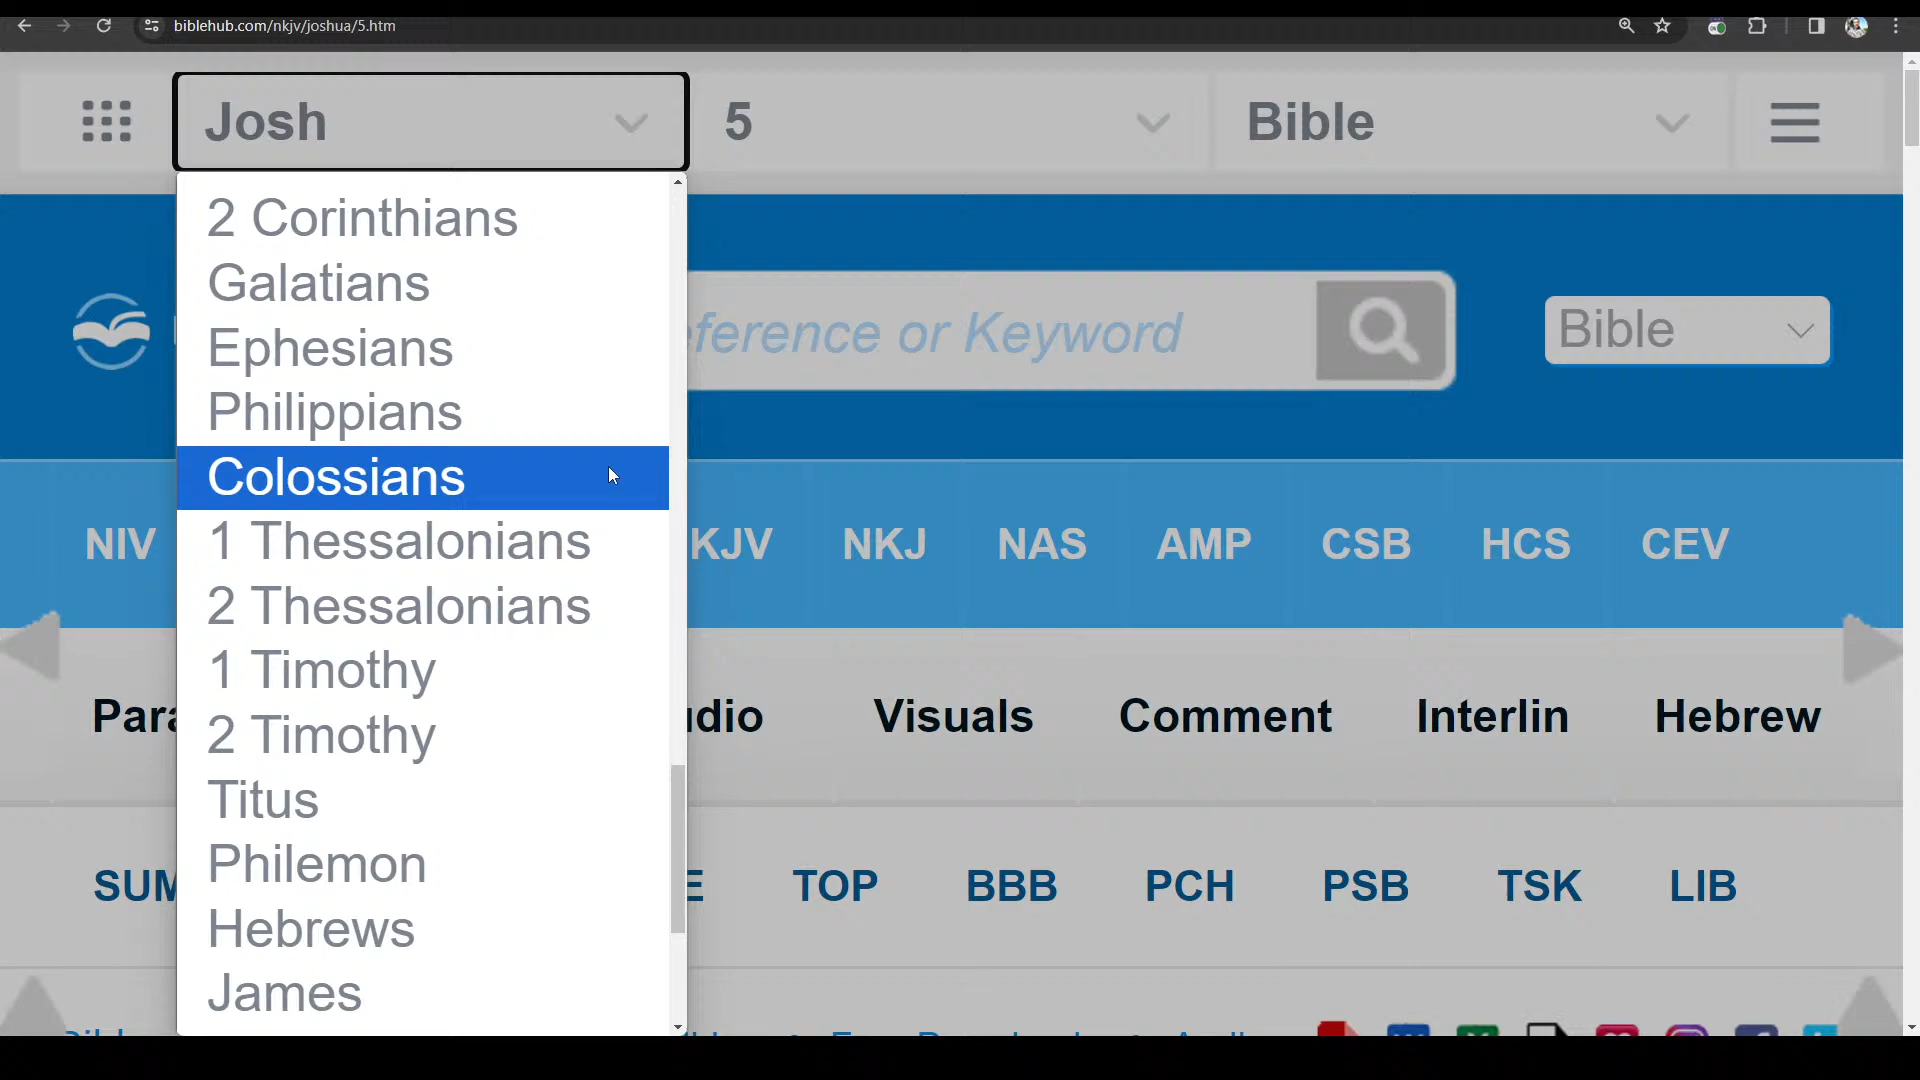 biblehub.com/nkjv/joshua/5.htm
Josh 5 Bible
2 Corinthians
Galatians
Ephesians
Philippians
Colossians
1 Thessalonians
2 Thessalonians
1 Timothy
2 Timothy
Titus
Philemon
Hebrews
James
eference or Keyword
Bible
NIV KJV NKJ NAS AMP CSB HCS CEV
Para udio Visuals Comment Interlin Hebrew
SUM E TOP BBB PCH PSB TSK LIB